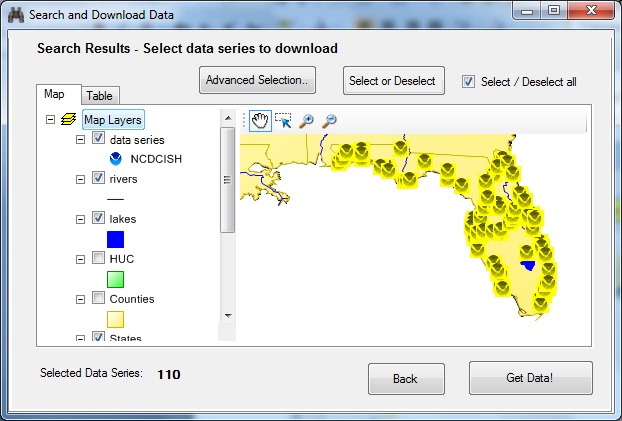 Search and Download Data
Search Results - Select data series to download
Advanced Selection..
Select or Deselect
Select / Deselect all
Map
Table
Map Layers
data series
NCDCISH
rivers
lakes
HUC
Counties
States
Selected Data Series: 110
Back
Get Data!